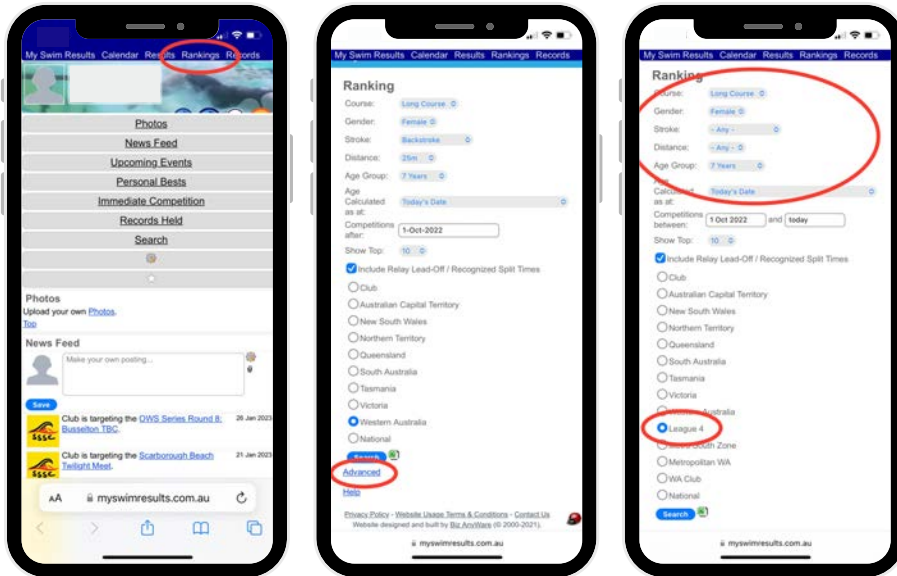 My Swim Results Calendar Results Rankings Records
Photos
News Feed
Upcoming Events
Personal Bests
Immediate Competition
Records Held
Search
Photos
Upload your own Photos.
Top
News Feed
Make your own posting...
Save
SSSC
Club is targeting the OWS Series Round 8: Busselton TBC.
26 Jan 2023
SSSC
Club is targeting the Scarborough Beach Twilight Meet.
21 Jan 2023
AA myswimresults.com.au
My Swim Results Calendar Results Rankings Records
Ranking
Course: Long Course
Gender: Female
Stroke: Backstroke
Distance: 25m
Age Group: 7 Years
Age Calculated as at: Today's Date
Competitions after: 1-Oct-2022
Show Top: 10
Include Relay Lead-Off / Recognized Split Times
Club
Australian Capital Territory
New South Wales
Northern Territory
Queensland
South Australia
Tasmania
Victoria
Western Australia
National
Search
Advanced
Help
Privacy Policy - Website Usage Terms & Conditions - Contact Us
Website designed and built by Biz AnyWare (© 2000-2021).
myswimresults.com.au
My Swim Results Calendar Results Rankings Records
Ranking
Course: Long Course
Gender: Female
Stroke: - Any -
Distance: - Any -
Age Group: 7 Years
Age Calculated as at: Today's Date
Competitions between: 1 Oct 2022 and today
Show Top: 10
Include Relay Lead-Off / Recognized Split Times
Club
Australian Capital Territory
New South Wales
Northern Territory
Queensland
South Australia
Tasmania
Victoria
Western Australia
League 4
South Zone
Metropolitan WA
WA Club
National
Search
myswimresults.com.au